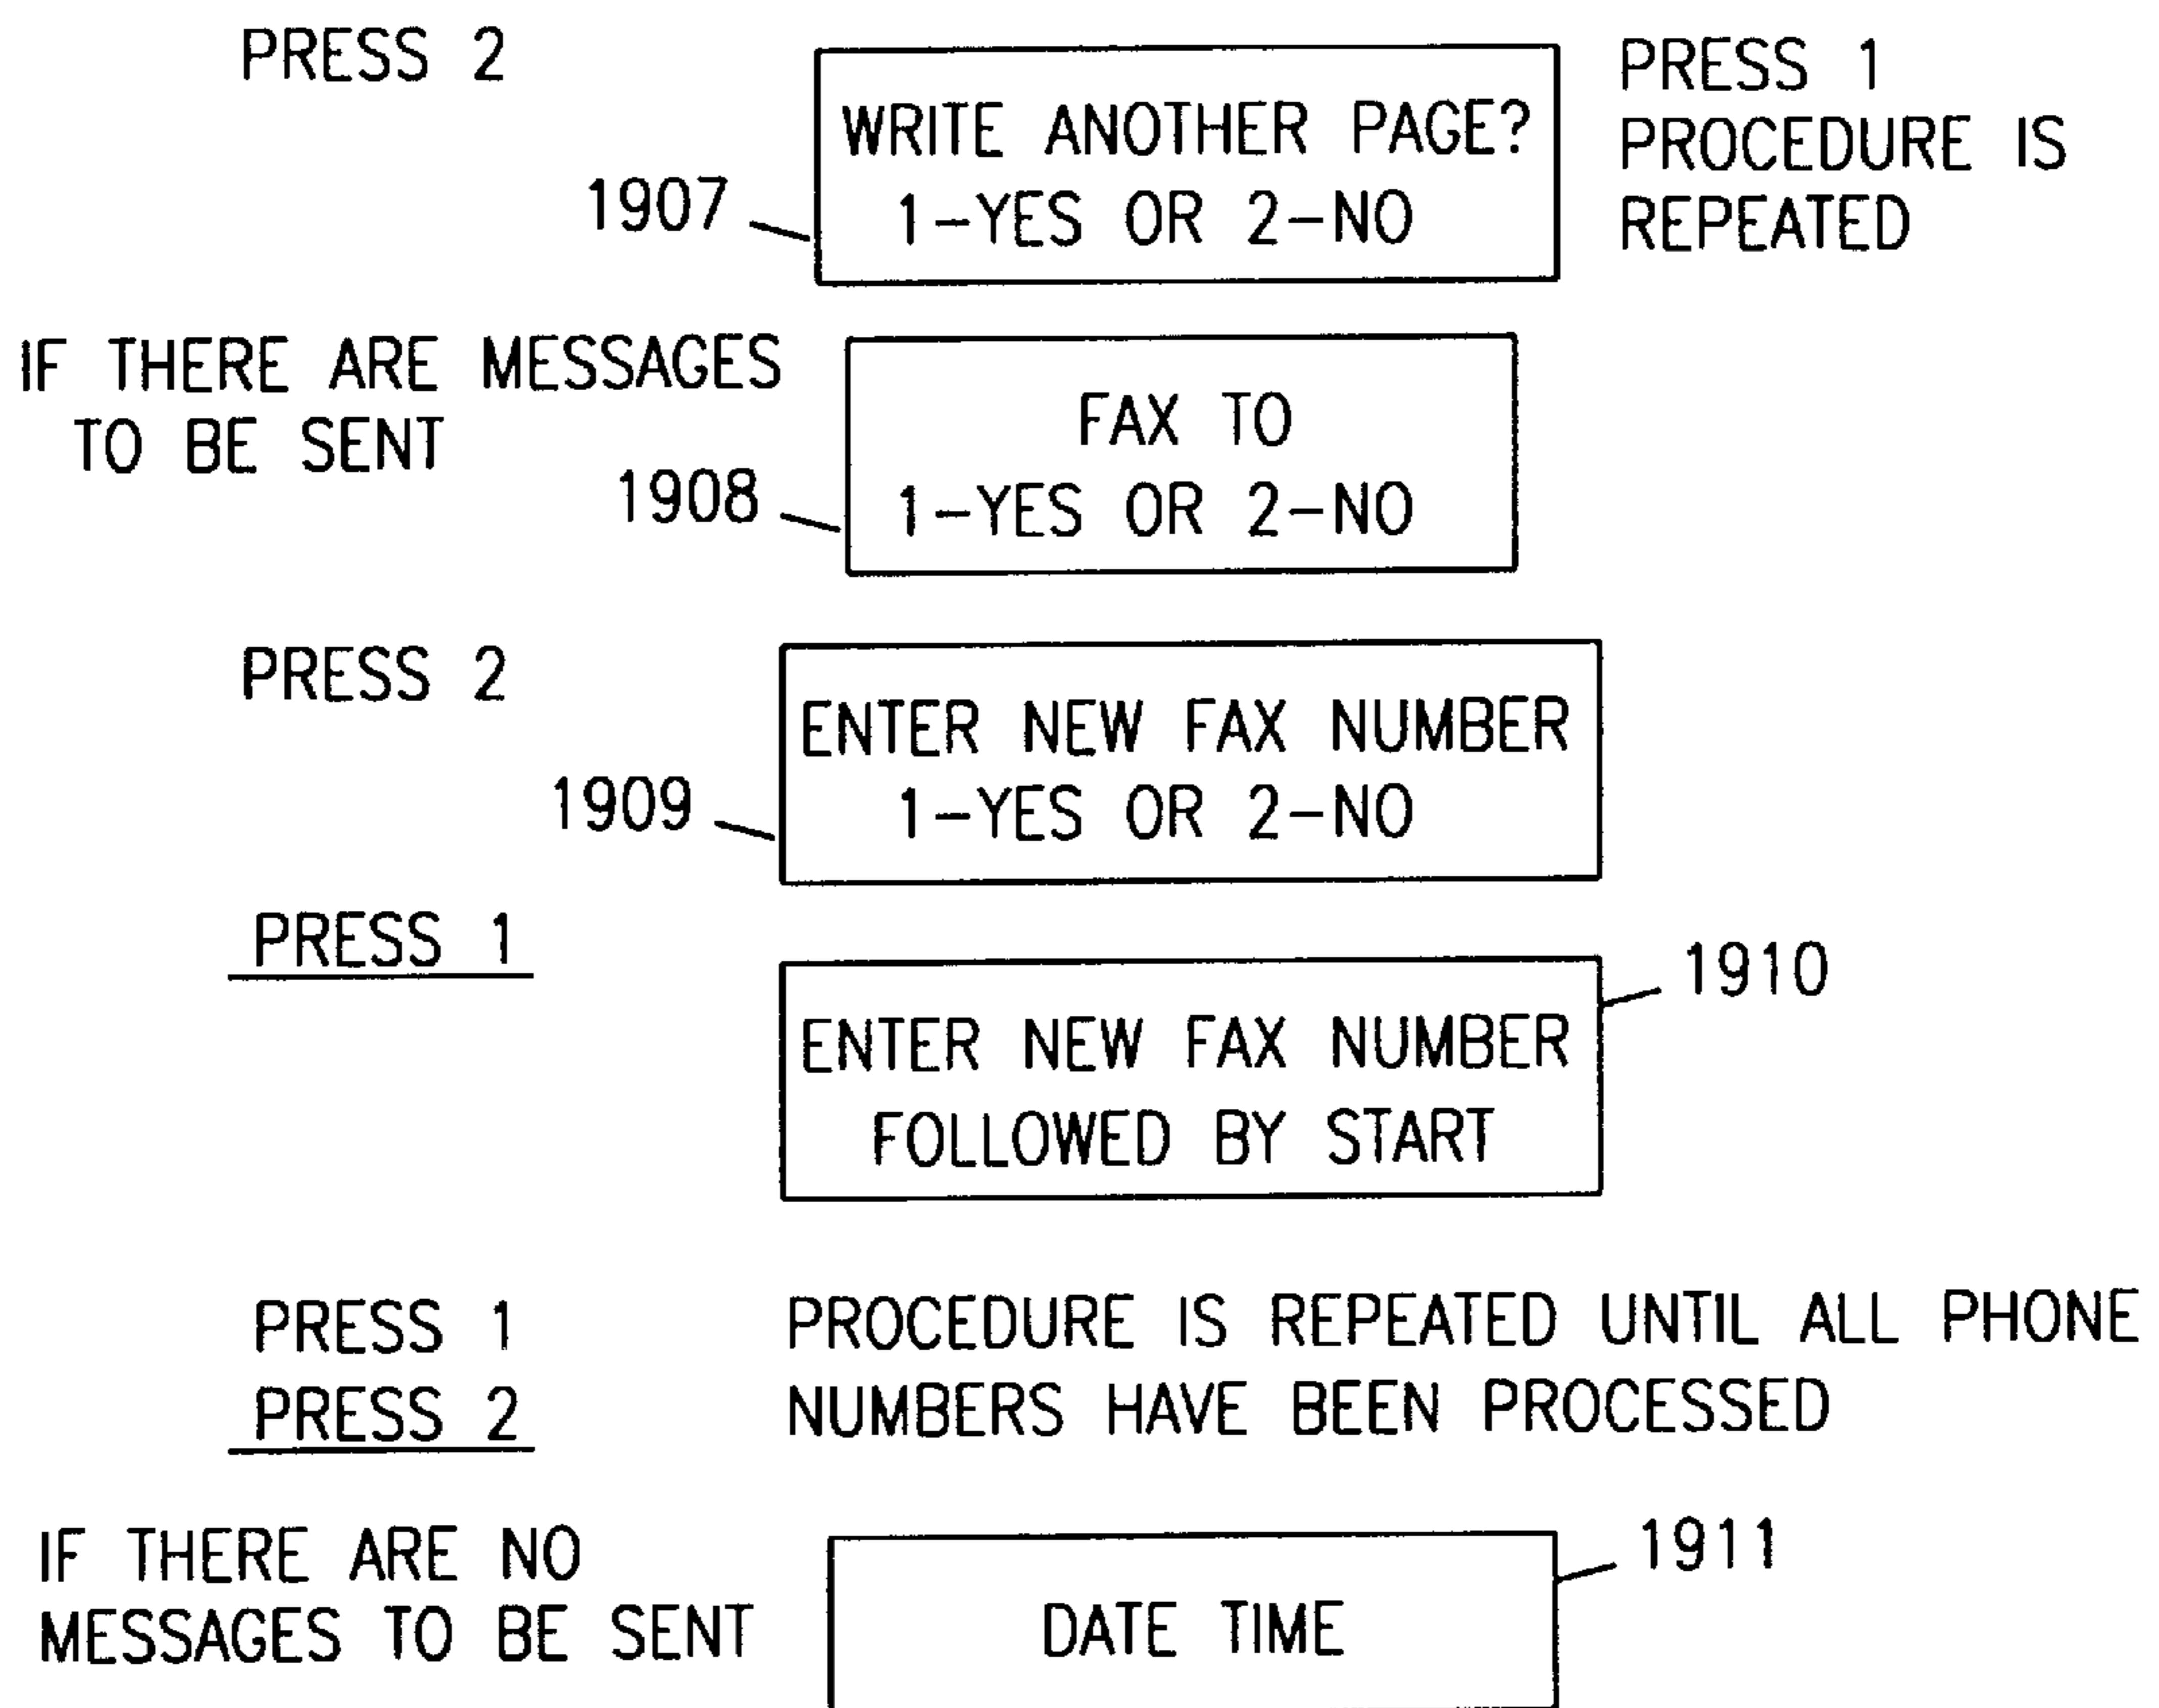 PRESS 2
WRITE ANOTHER PAGE?
1-YES OR 2-NO
1907
PRESS 1
PROCEDURE IS
REPEATED
IF THERE ARE MESSAGES
TO BE SENT
FAX TO
1-YES OR 2-NO
1908
PRESS 2
ENTER NEW FAX NUMBER
1-YES OR 2-NO
1909
PRESS 1
1910
ENTER NEW FAX NUMBER
FOLLOWED BY START
PRESS 1
PRESS 2
PROCEDURE IS REPEATED UNTIL ALL PHONE
NUMBERS HAVE BEEN PROCESSED
IF THERE ARE NO
MESSAGES TO BE SENT
1911
DATE TIME